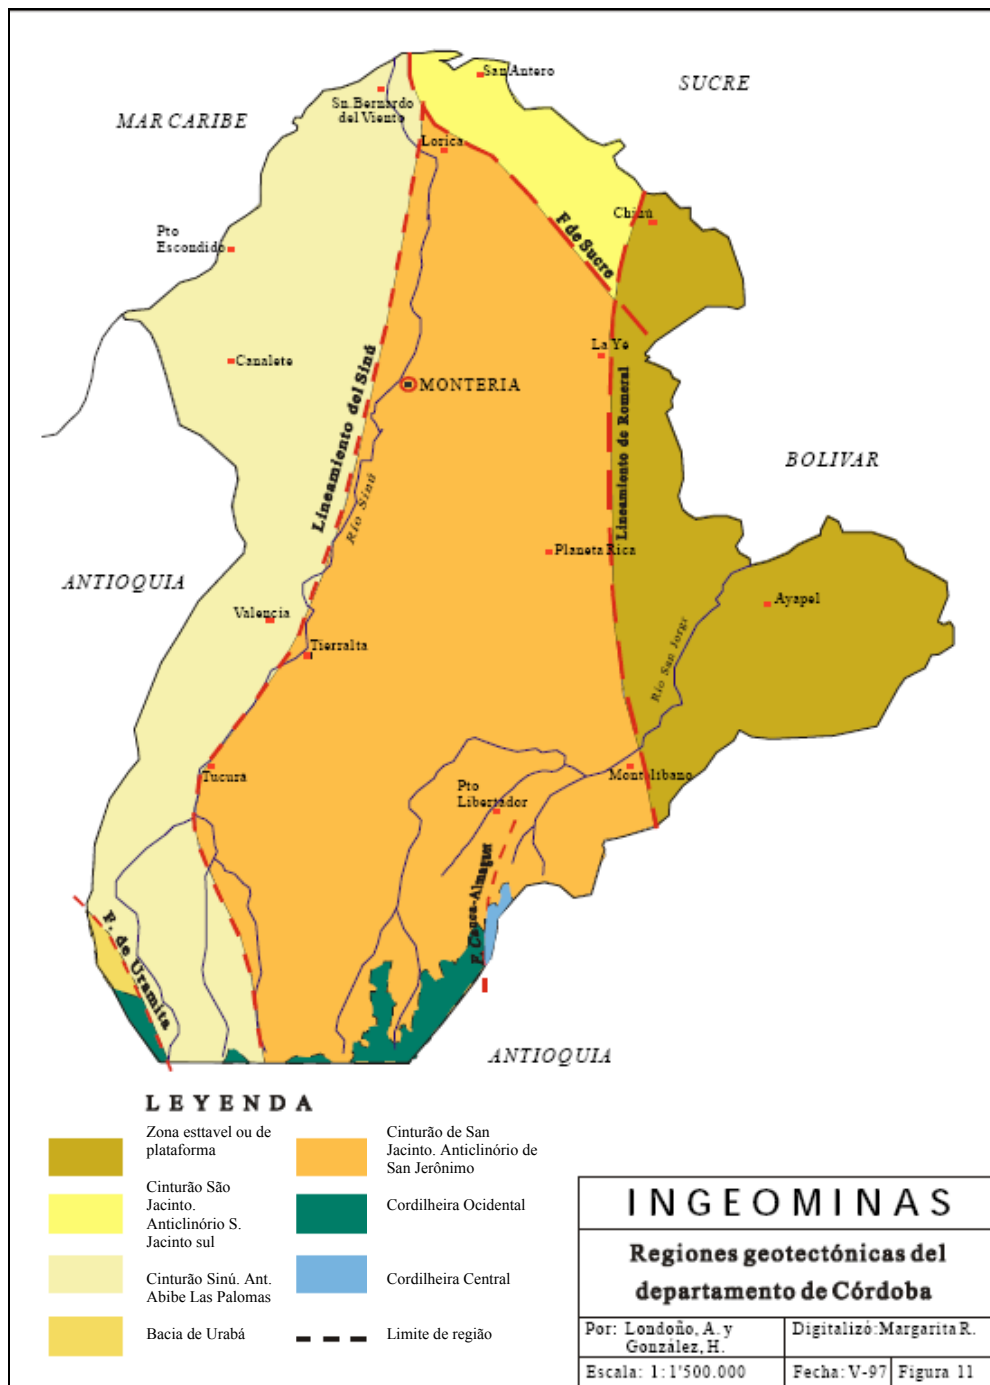 San Antero
SUCRE
Sn. Bernardo
del Viento
MAR CARIBE
Lorica
Chinú
Pto
Escondido
F de Sucre
La Ye
Canalete
MONTERIA
Lineamiento del Sinú
Lineamiento de Romeral
BOLIVAR
Río Sinú
Planeta Rica
ANTIOQUIA
Ayapel
Valencia
Tierralta
Río San Jorge
Tucurá
Montelibano
Pto
Libertador
F. Cauca-Almaguer
F. de Uramita
ANTIOQUIA
LEYENDA
Zona esttavel ou de
plataforma
Cinturão São
Jacinto.
Anticlinório S.
Jacinto sul
Cinturão Sinú. Ant.
Abibe Las Palomas
Bacia de Urabá
Cinturão de San
Jacinto. Anticlinório de
San Jerônimo
Cordilheira Ocidental
Cordilheira Central
Limite de região
INGEOMINAS
Regiones geotectónicas del
departamento de Córdoba
Por: Londoño, A. y
González, H.
Digitalizó: Margarita R.
Escala: 1:1'500.000
Fecha: V-97
Figura 11